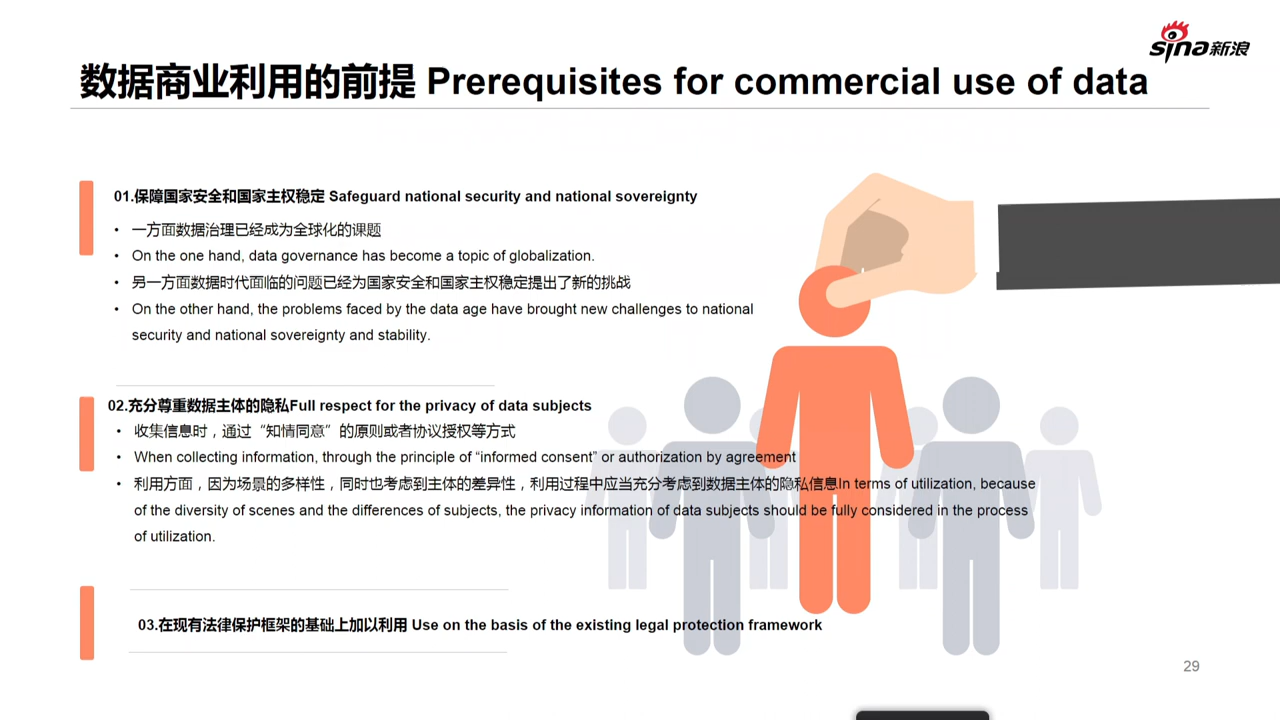 sina新浪
数据商业利用的前提 Prerequisites for commercial use of data
01.保障国家安全和国家主权稳定 Safeguard national security and national sovereignty
• 一方面数据治理已经成为全球化的课题
• On the one hand, data governance has become a topic of globalization.
• 另一方面数据时代面临的问题已经为国家安全和国家主权稳定提出了新的挑战
• On the other hand, the problems faced by the data age have brought new challenges to national
security and national sovereignty and stability.
02.充分尊重数据主体的隐私Full respect for the privacy of data subjects
• 收集信息时，通过“知情同意”的原则或者协议授权等方式
• When collecting information, through the principle of “informed consent” or authorization by agreement
• 利用方面，因为场景的多样性，同时也考虑到主体的差异性，利用过程中应当充分考虑到数据主体的隐私信息In terms of utilization, because
of the diversity of scenes and the differences of subjects, the privacy information of data subjects should be fully considered in the process
of utilization.
03.在现有法律保护框架的基础上加以利用 Use on the basis of the existing legal protection framework
29